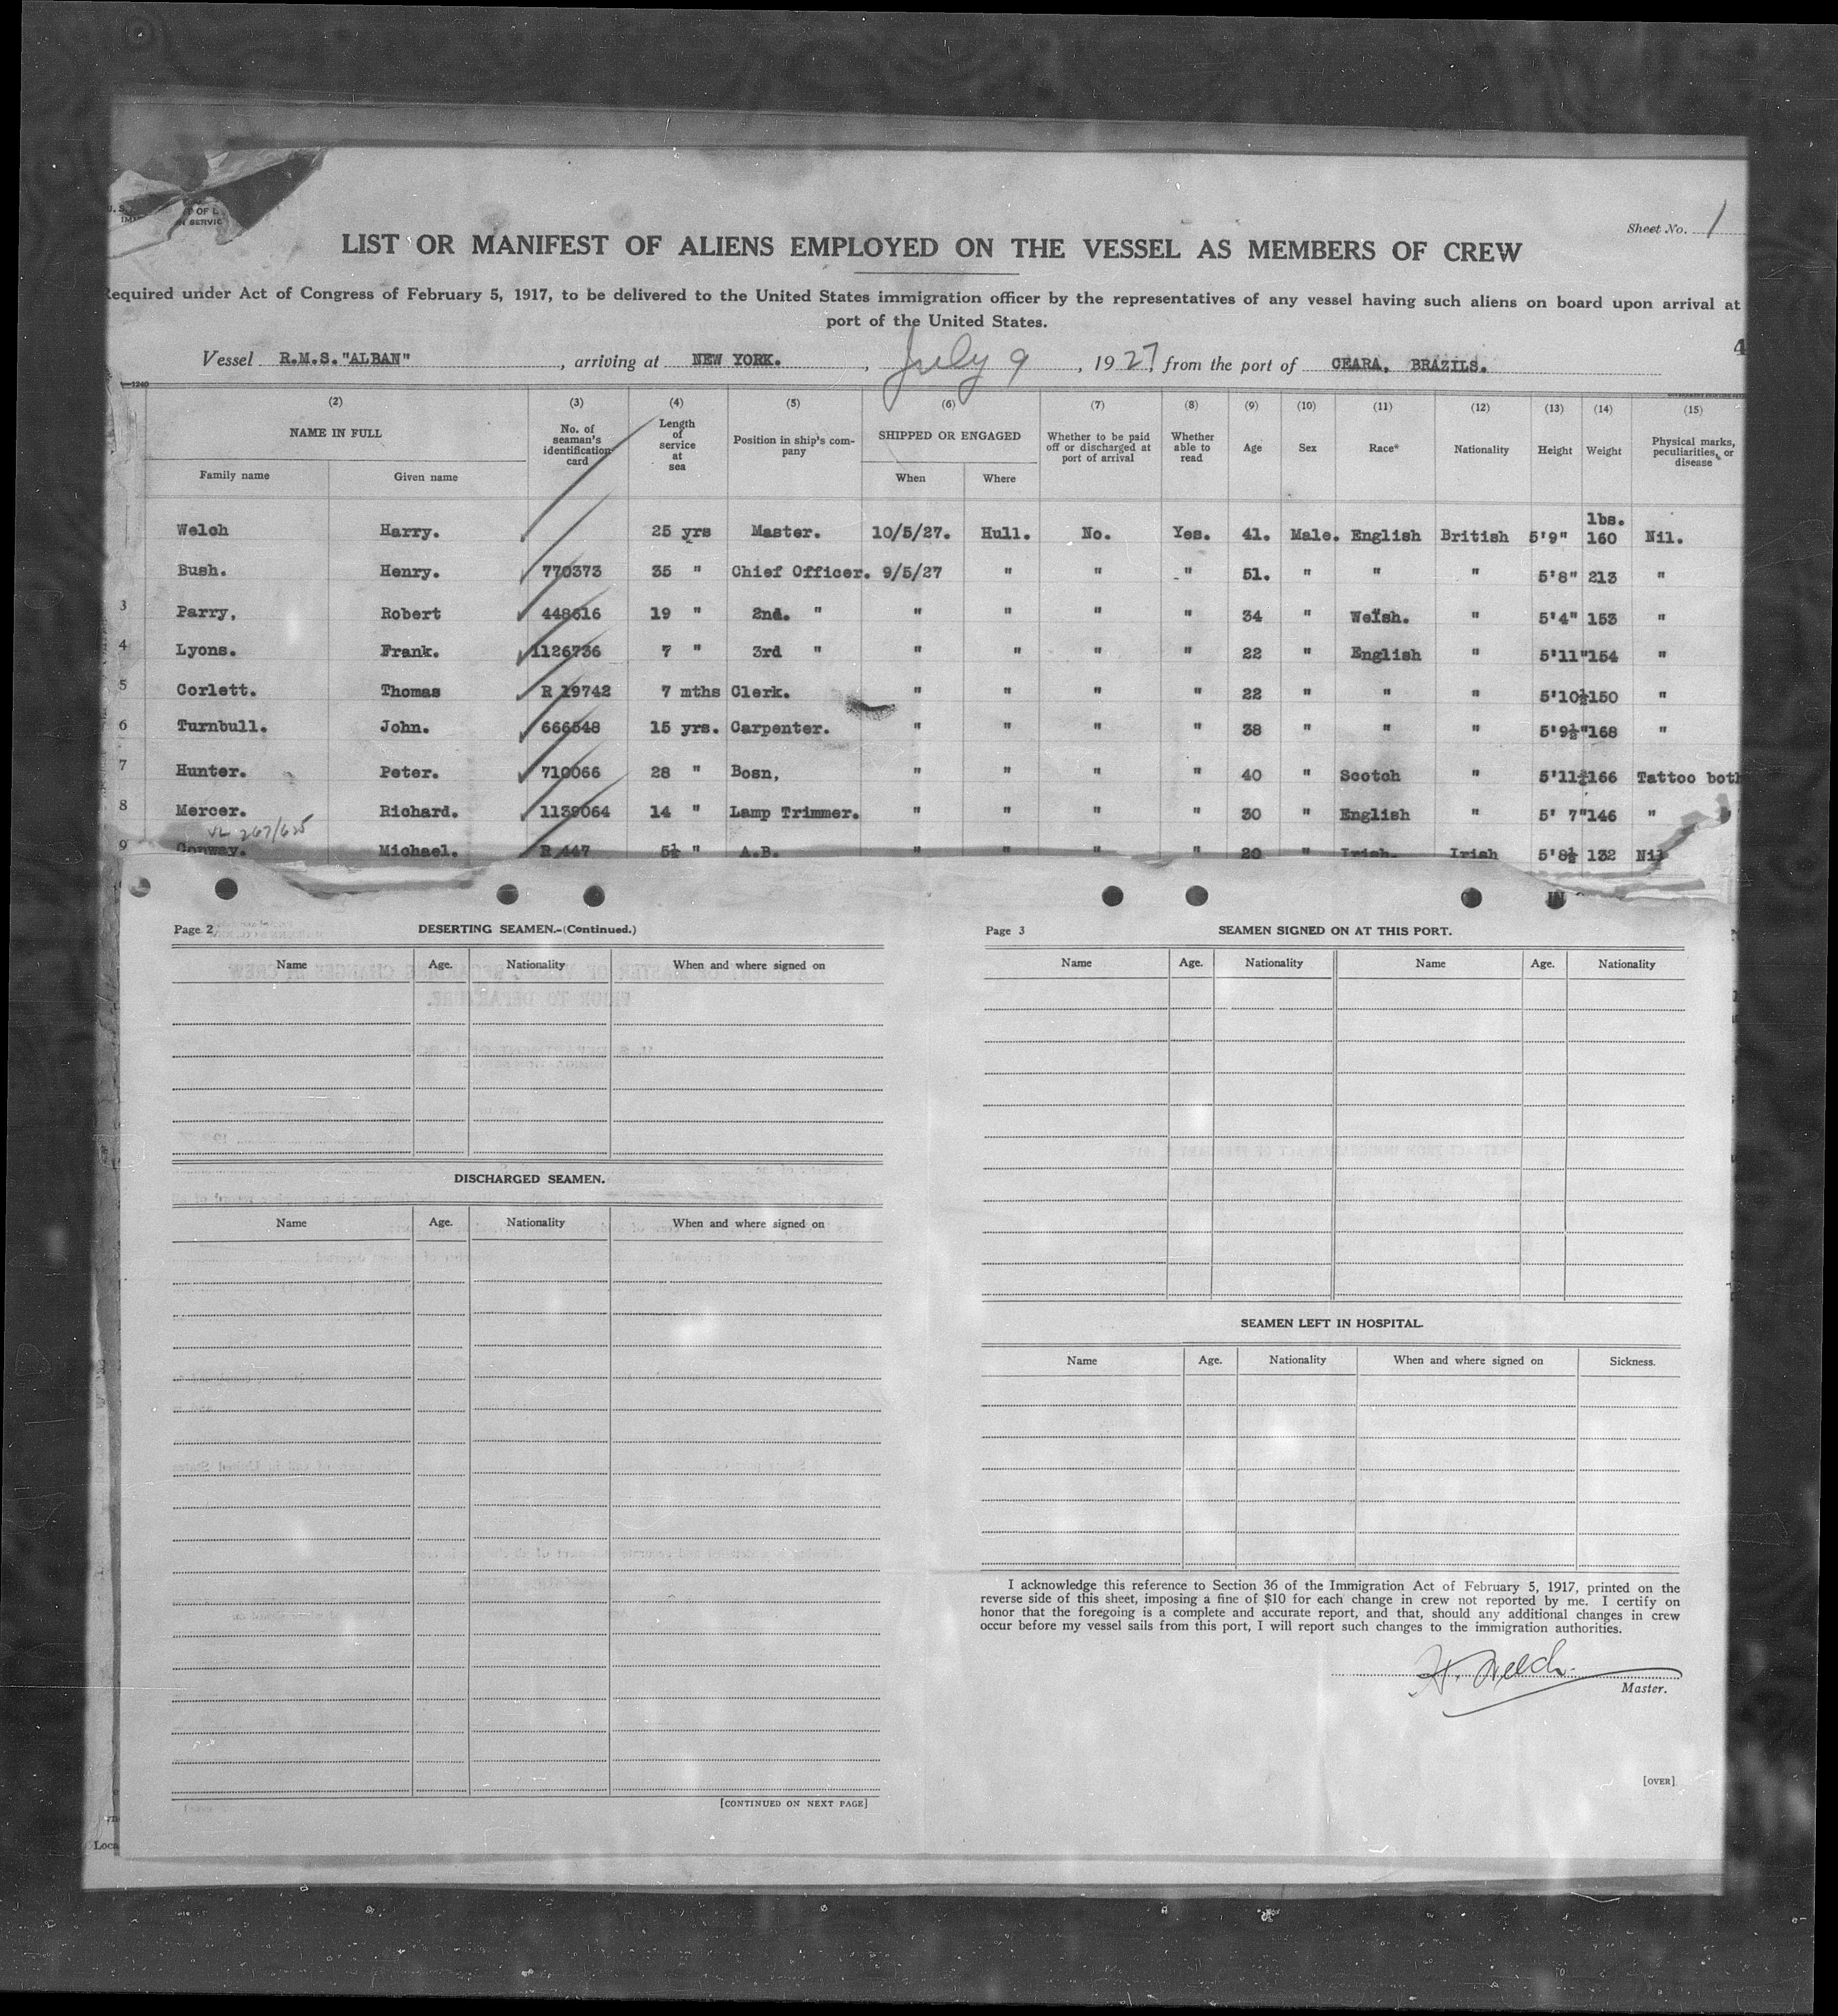 Sheet No. 1
LIST OR MANIFEST OF ALIENS EMPLOYED ON THE VESSEL AS MEMBERS OF CREW
Required under Act of Congress of February 5, 1917, to be delivered to the United States immigration officer by the representatives of any vessel having such aliens on board upon arrival at
port of the United States.
Vessel R.M.S."ALBAN" , arriving at NEW YORK. , July 9 , 1927, from the port of CEARA, BRAZILS.
4
(2) (3) (4) (5) (6) (7) (8) (9) (10) (11) (12) (13) (14) (15)
NAME IN FULL No. of seaman's identification card Length of service at sea Position in ship's company SHIPPED OR ENGAGED Whether to be paid off or discharged at port of arrival Whether able to read Age Sex Race* Nationality Height Weight Physical marks, peculiarities, or disease
Family name Given name When Where
Welch Harry. 25 yrs Master. 10/5/27. Hull. No. Yes. 41. Male. English British 5'9" lbs. 160 Nil.
Bush. Henry. 770373 35 " Chief Officer. 9/5/27 " " " 51. " " " 5'8" 213 "
3 Parry, Robert 448616 19 " 2nd. " " " " " 34 " Welsh. " 5'4" 153 "
4 Lyons. Frank. 1126736 7 " 3rd " " " " " 22 " English " 5'11" 154 "
5 Corlett. Thomas R 19742 7 mths Clerk. " " " " 22 " " " 5'10½ 150 "
6 Turnbull. John. 666548 15 yrs. Carpenter. " " " " 38 " " " 5'9½" 168 "
7 Hunter. Peter. 710066 28 " Bosn, " " " " 40 " Scotch " 5'11½ 166 Tattoo both
8 Mercer. Richard. 1139064 14 " Lamp Trimmer. " " " " 30 " English " 5' 7" 146 "
9 Conway. Michael. R 447 5½ " A.B. " " " " 20 " Irish. Irish 5'8½ 132 Nil
Page 2
DESERTING SEAMEN.-(Continued.)
Name Age. Nationality When and where signed on
DISCHARGED SEAMEN.
Name Age. Nationality When and where signed on
[CONTINUED ON NEXT PAGE]
Page 3
SEAMEN SIGNED ON AT THIS PORT.
Name Age. Nationality Name Age. Nationality
SEAMEN LEFT IN HOSPITAL.
Name Age. Nationality When and where signed on Sickness.
I acknowledge this reference to Section 36 of the Immigration Act of February 5, 1917, printed on the
reverse side of this sheet, imposing a fine of $10 for each change in crew not reported by me. I certify on
honor that the foregoing is a complete and accurate report, and that, should any additional changes in crew
occur before my vessel sails from this port, I will report such changes to the immigration authorities.
H. Welch.
Master.
[OVER]